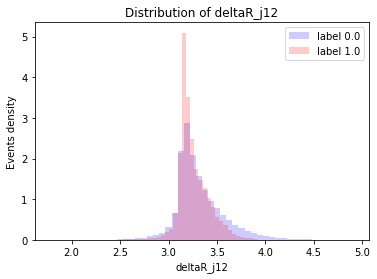 Distribution of deltaR_j12
label 0.0
label 1.0
Events density
5
4
3
2
1
0
2.0 2.5 3.0 3.5 4.0 4.5 5.0
deltaR_j12